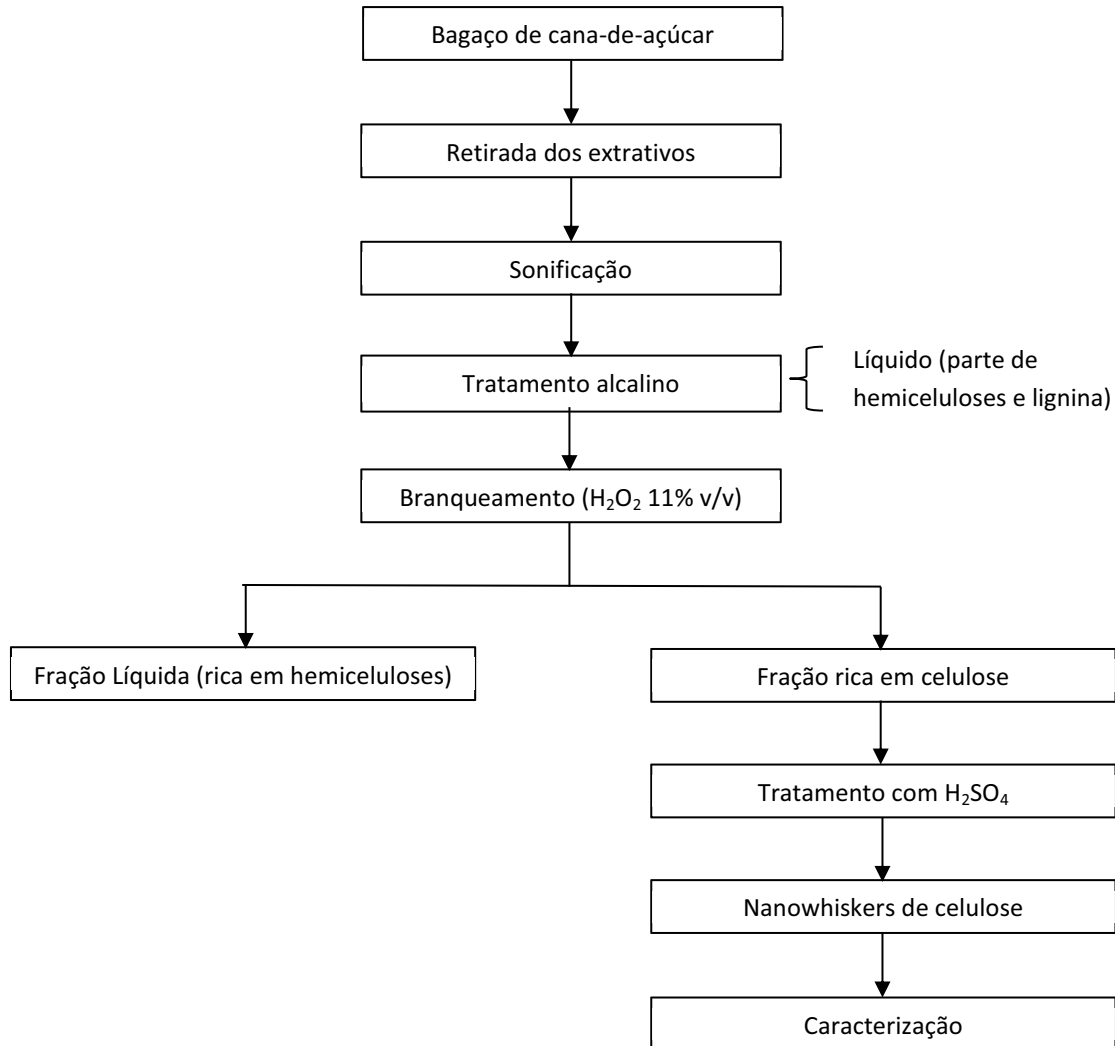 Bagaço de cana-de-açúcar
Retirada dos extrativos
Sonificação
Tratamento alcalino
Líquido (parte de
hemiceluloses e lignina)
Branqueamento (H₂O₂ 11% v/v)
Fração Líquida (rica em hemiceluloses)
Fração rica em celulose
Tratamento com H₂SO₄
Nanowhiskers de celulose
Caracterização